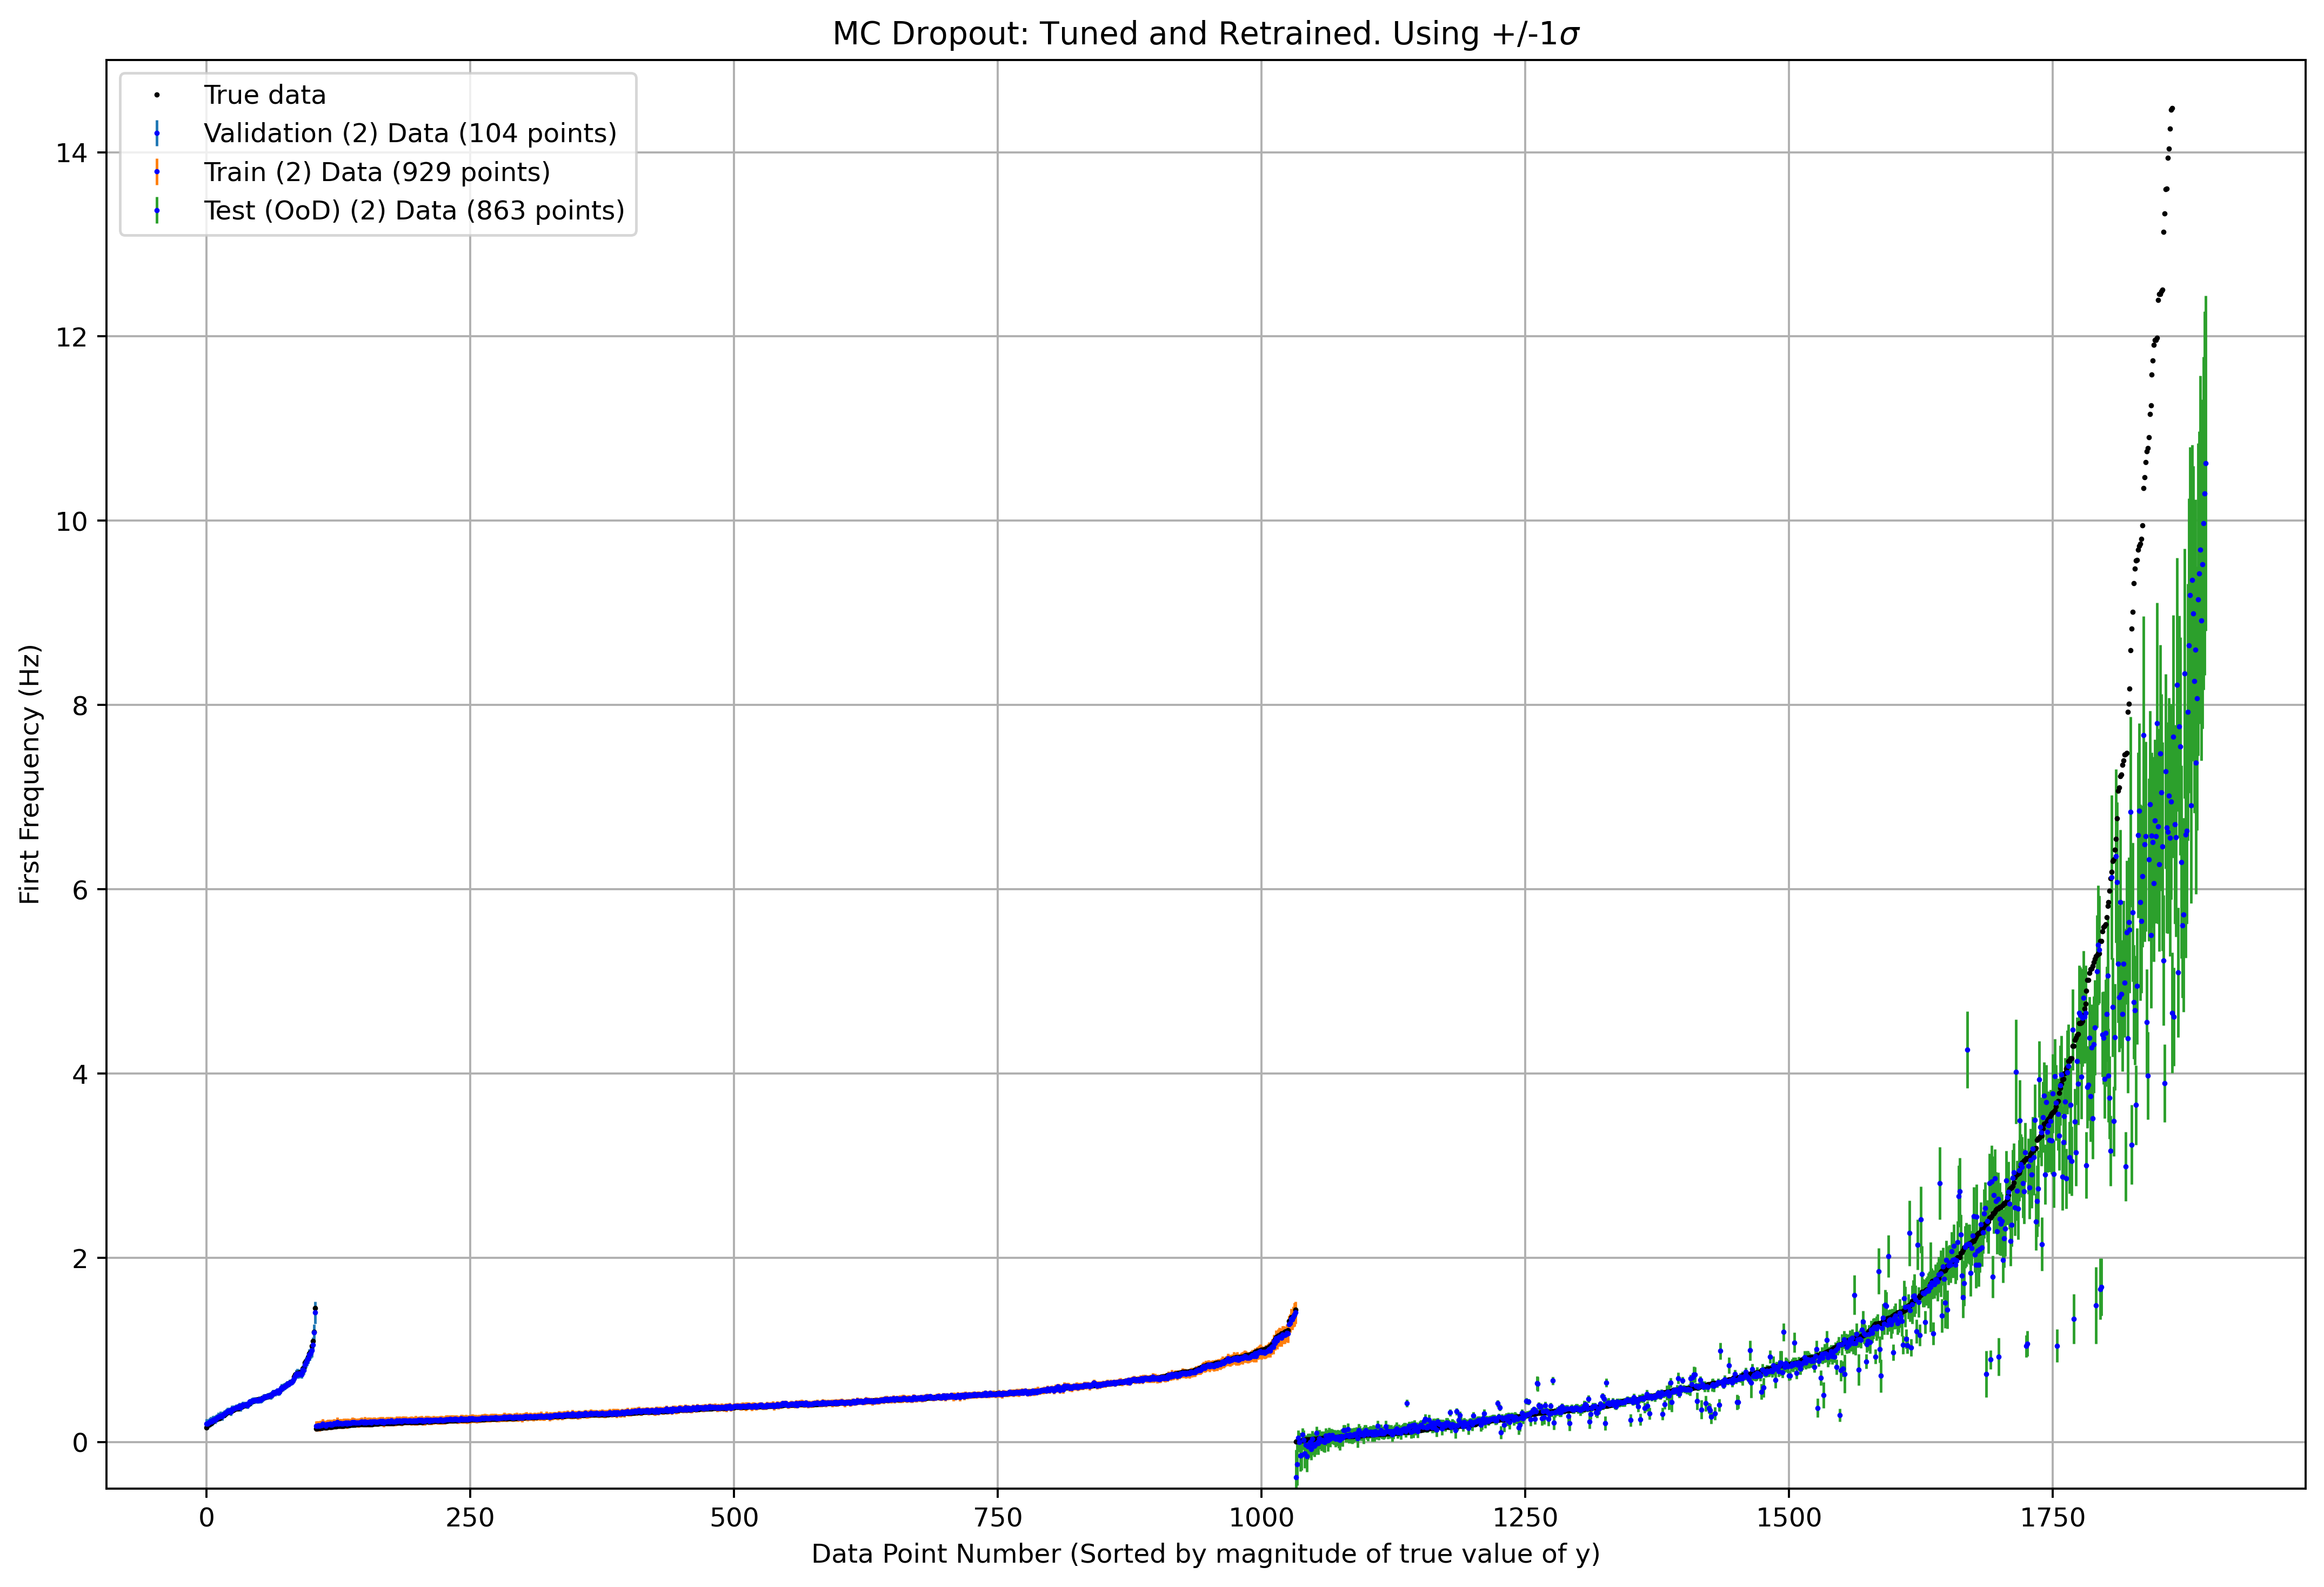 MC Dropout: Tuned and Retrained. Using +/-1σ
True data
Validation (2) Data (104 points)
Train (2) Data (929 points)
Test (OoD) (2) Data (863 points)
14
12
10
8
6
4
2
0
First Frequency (Hz)
0 250 500 750 1000 1250 1500 1750
Data Point Number (Sorted by magnitude of true value of y)